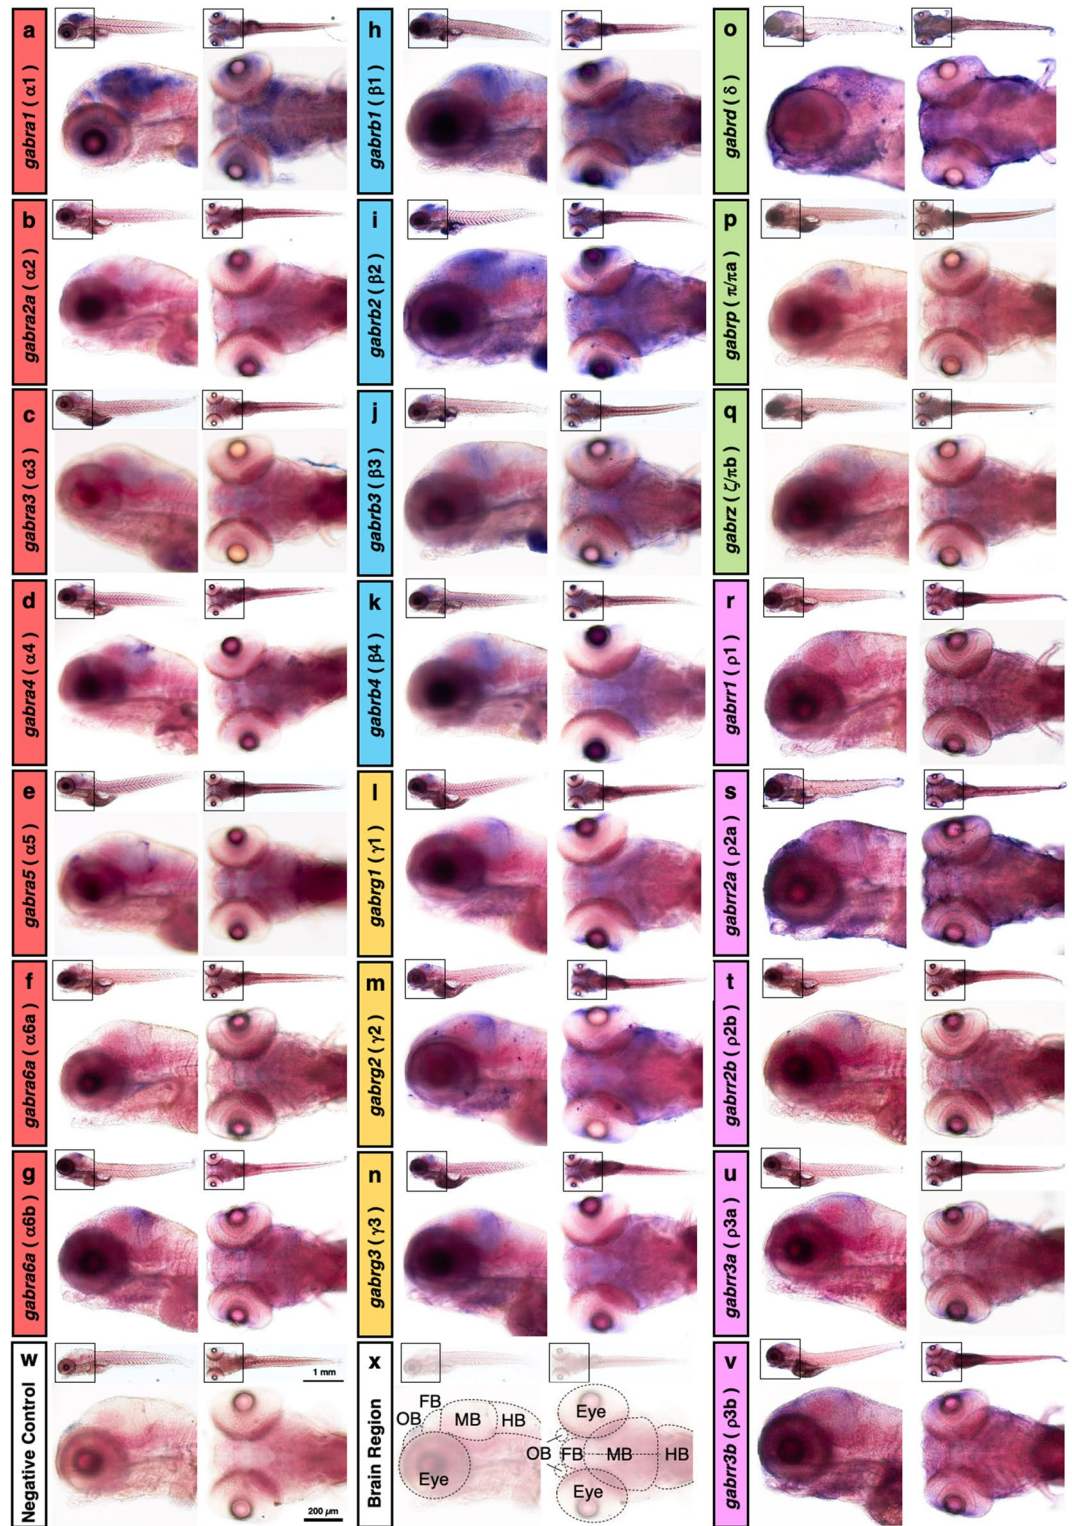 a
gabra1 ( α1)
b
gabra2a ( α2)
c
gabra3 ( α3)
d
gabra4 ( α4)
e
gabra5 ( α5)
f
gabra6a ( α6a)
g
gabra6a ( α6b)
w
Negative Control
1 mm
200 µm
h
gabrb1 ( β1)
i
gabrb2 ( β2)
j
gabrb3 ( β3)
k
gabrb4 ( β4)
l
gabrg1 ( γ1)
m
gabrg2 ( γ2)
n
gabrg3 ( γ3)
x
Brain Region
FB
OB
MB
HB
Eye
Eye
OB
FB
MB
HB
Eye
o
gabrd ( δ)
p
gabrp ( π/πa)
q
gabrz ( ζ/πb)
r
gabrr1 ( ρ1)
s
gabrr2a ( ρ2a)
t
gabrr2b ( ρ2b)
u
gabrr3a ( ρ3a)
v
gabrr3b ( ρ3b)